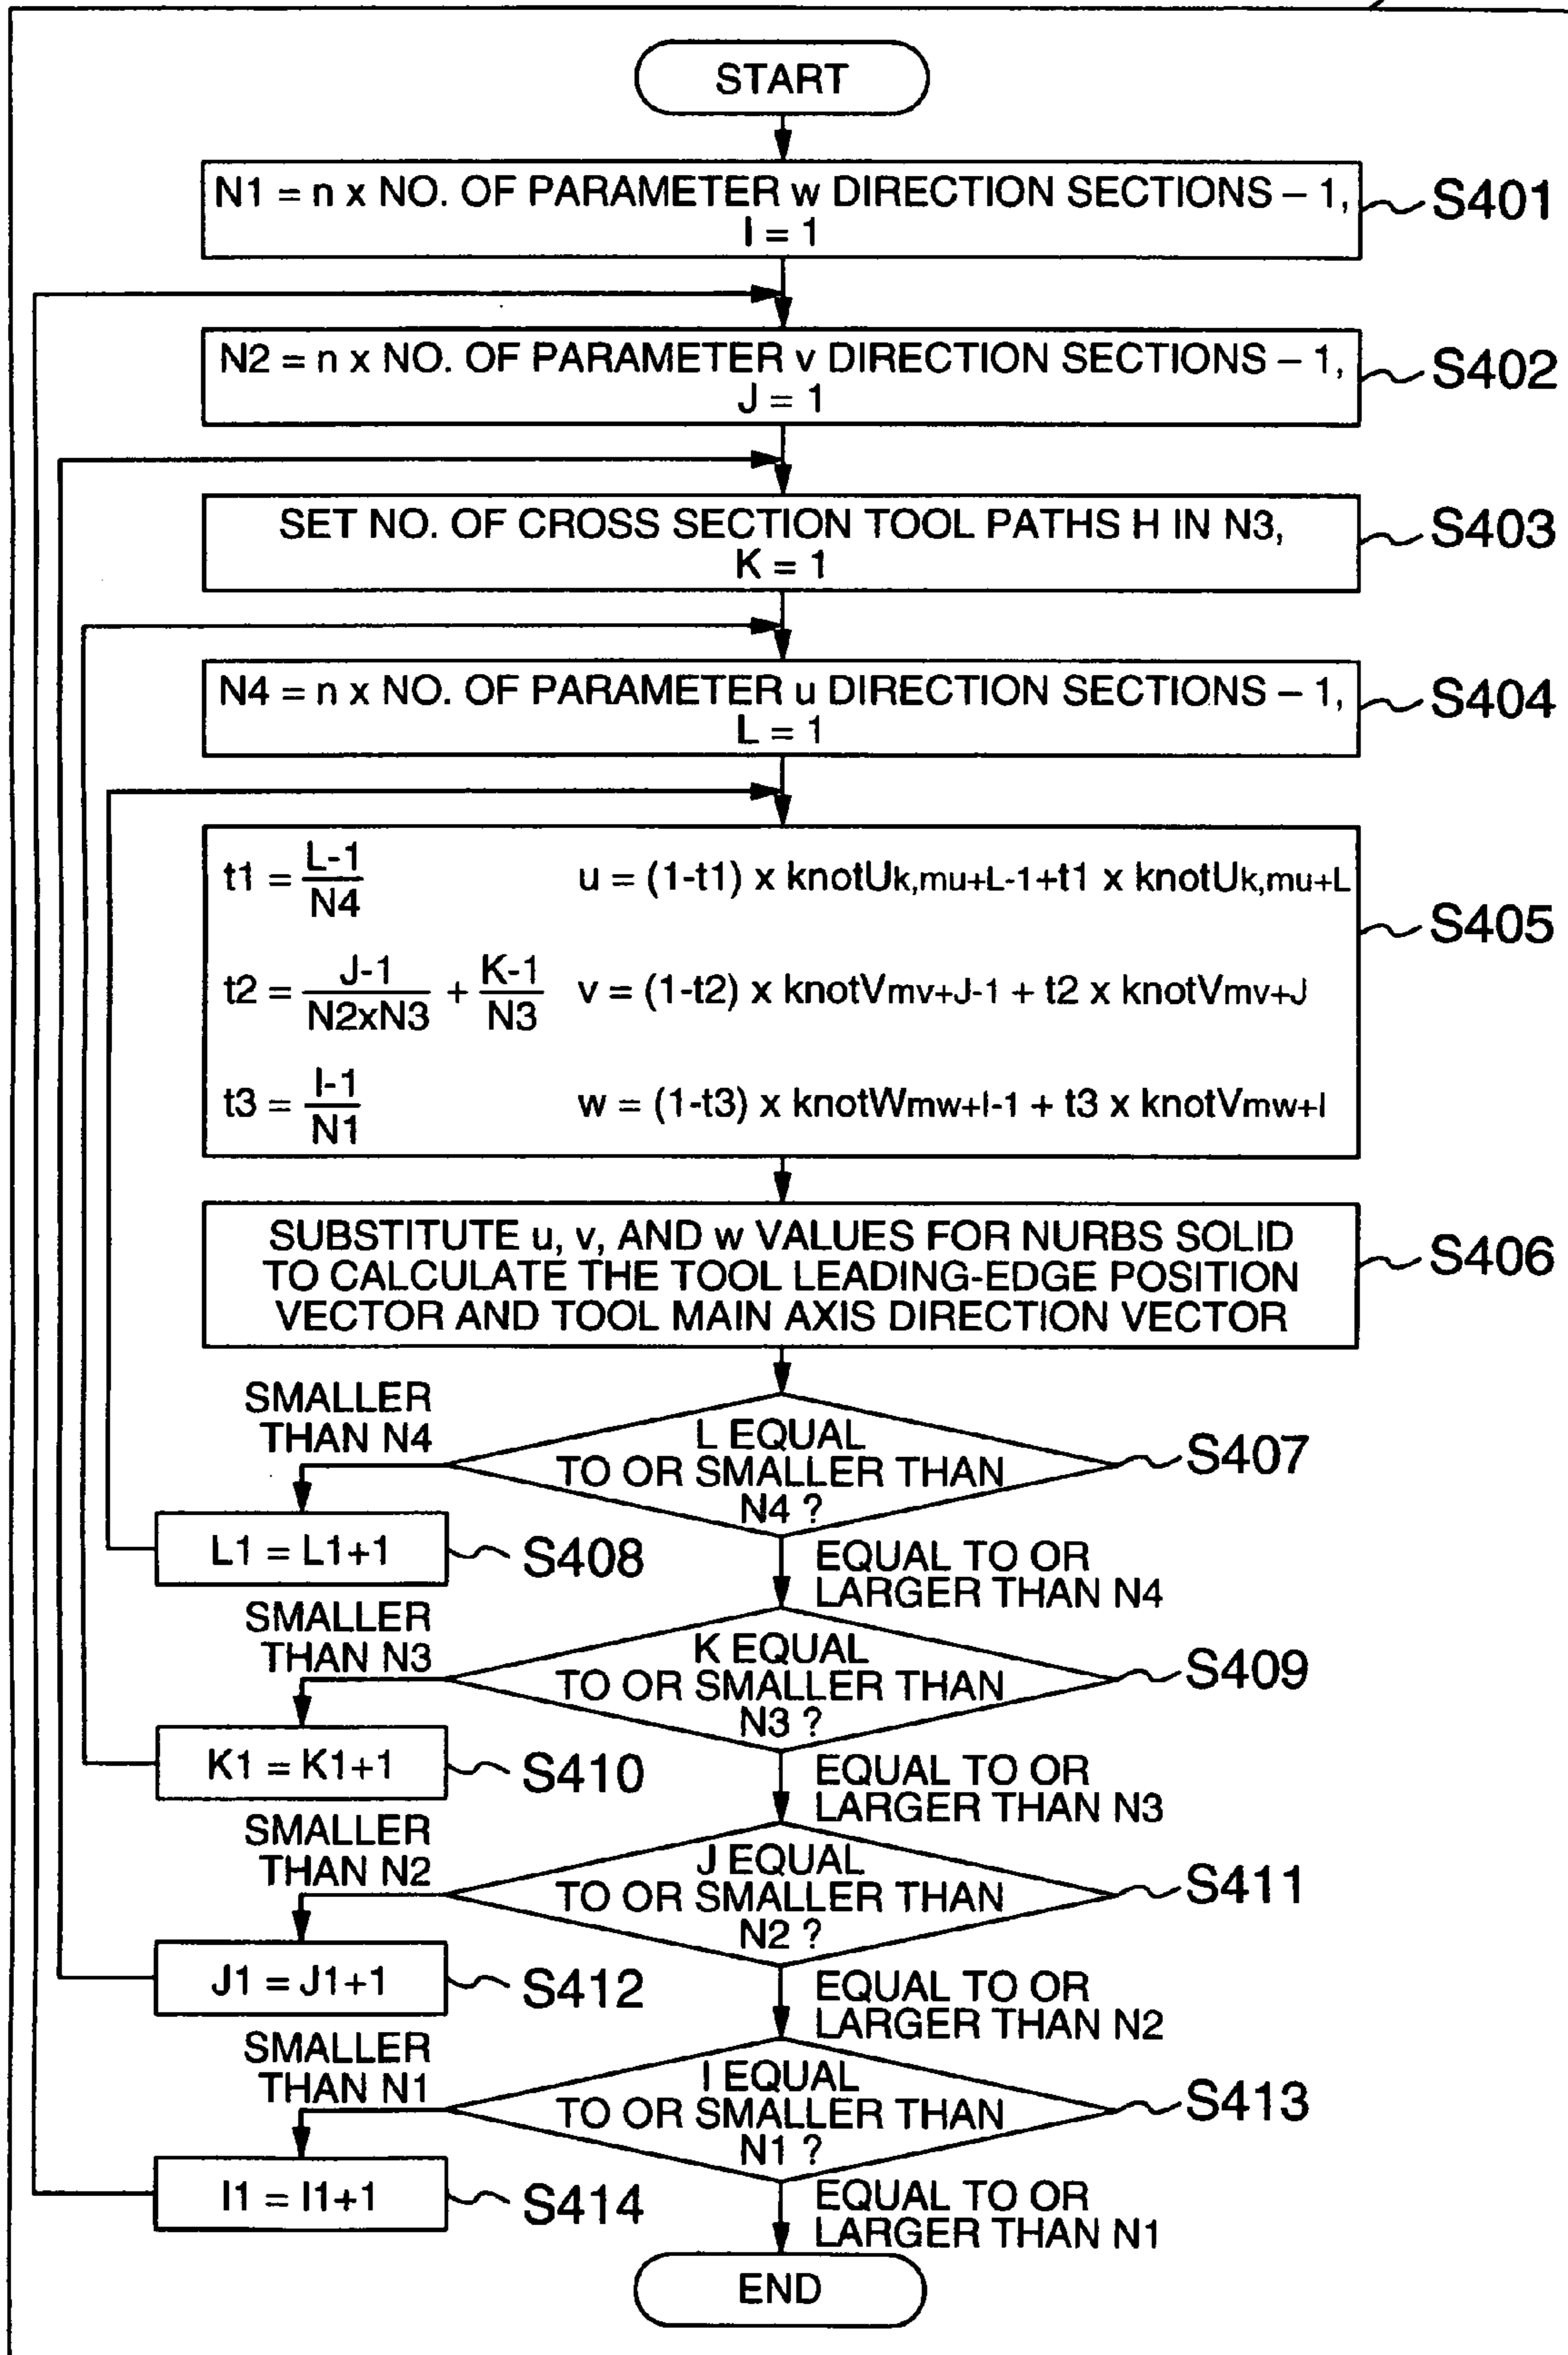 START
N1 = n x NO. OF PARAMETER w DIRECTION SECTIONS – 1,
I = 1
S401
N2 = n x NO. OF PARAMETER v DIRECTION SECTIONS – 1,
J = 1
S402
SET NO. OF CROSS SECTION TOOL PATHS H IN N3,
K = 1
S403
N4 = n x NO. OF PARAMETER u DIRECTION SECTIONS – 1,
L = 1
S404
t1 = L-1/N4 u = (1-t1) x knotUk,mu+L-1+t1 x knotUk,mu+L
t2 = J-1/N2xN3 + K-1/N3 v = (1-t2) x knotVmv+J-1 + t2 x knotVmv+J
t3 = I-1/N1 w = (1-t3) x knotWmw+I-1 + t3 x knotVmw+I
S405
SUBSTITUTE u, v, AND w VALUES FOR NURBS SOLID
TO CALCULATE THE TOOL LEADING-EDGE POSITION
VECTOR AND TOOL MAIN AXIS DIRECTION VECTOR
S406
SMALLER
THAN N4
L EQUAL
TO OR SMALLER THAN
N4 ?
S407
L1 = L1+1
S408
EQUAL TO OR
LARGER THAN N4
SMALLER
THAN N3
K EQUAL
TO OR SMALLER THAN
N3 ?
S409
K1 = K1+1
S410
EQUAL TO OR
LARGER THAN N3
SMALLER
THAN N2
J EQUAL
TO OR SMALLER THAN
N2 ?
S411
J1 = J1+1
S412
EQUAL TO OR
LARGER THAN N2
SMALLER
THAN N1
I EQUAL
TO OR SMALLER THAN
N1 ?
S413
I1 = I1+1
S414
EQUAL TO OR
LARGER THAN N1
END